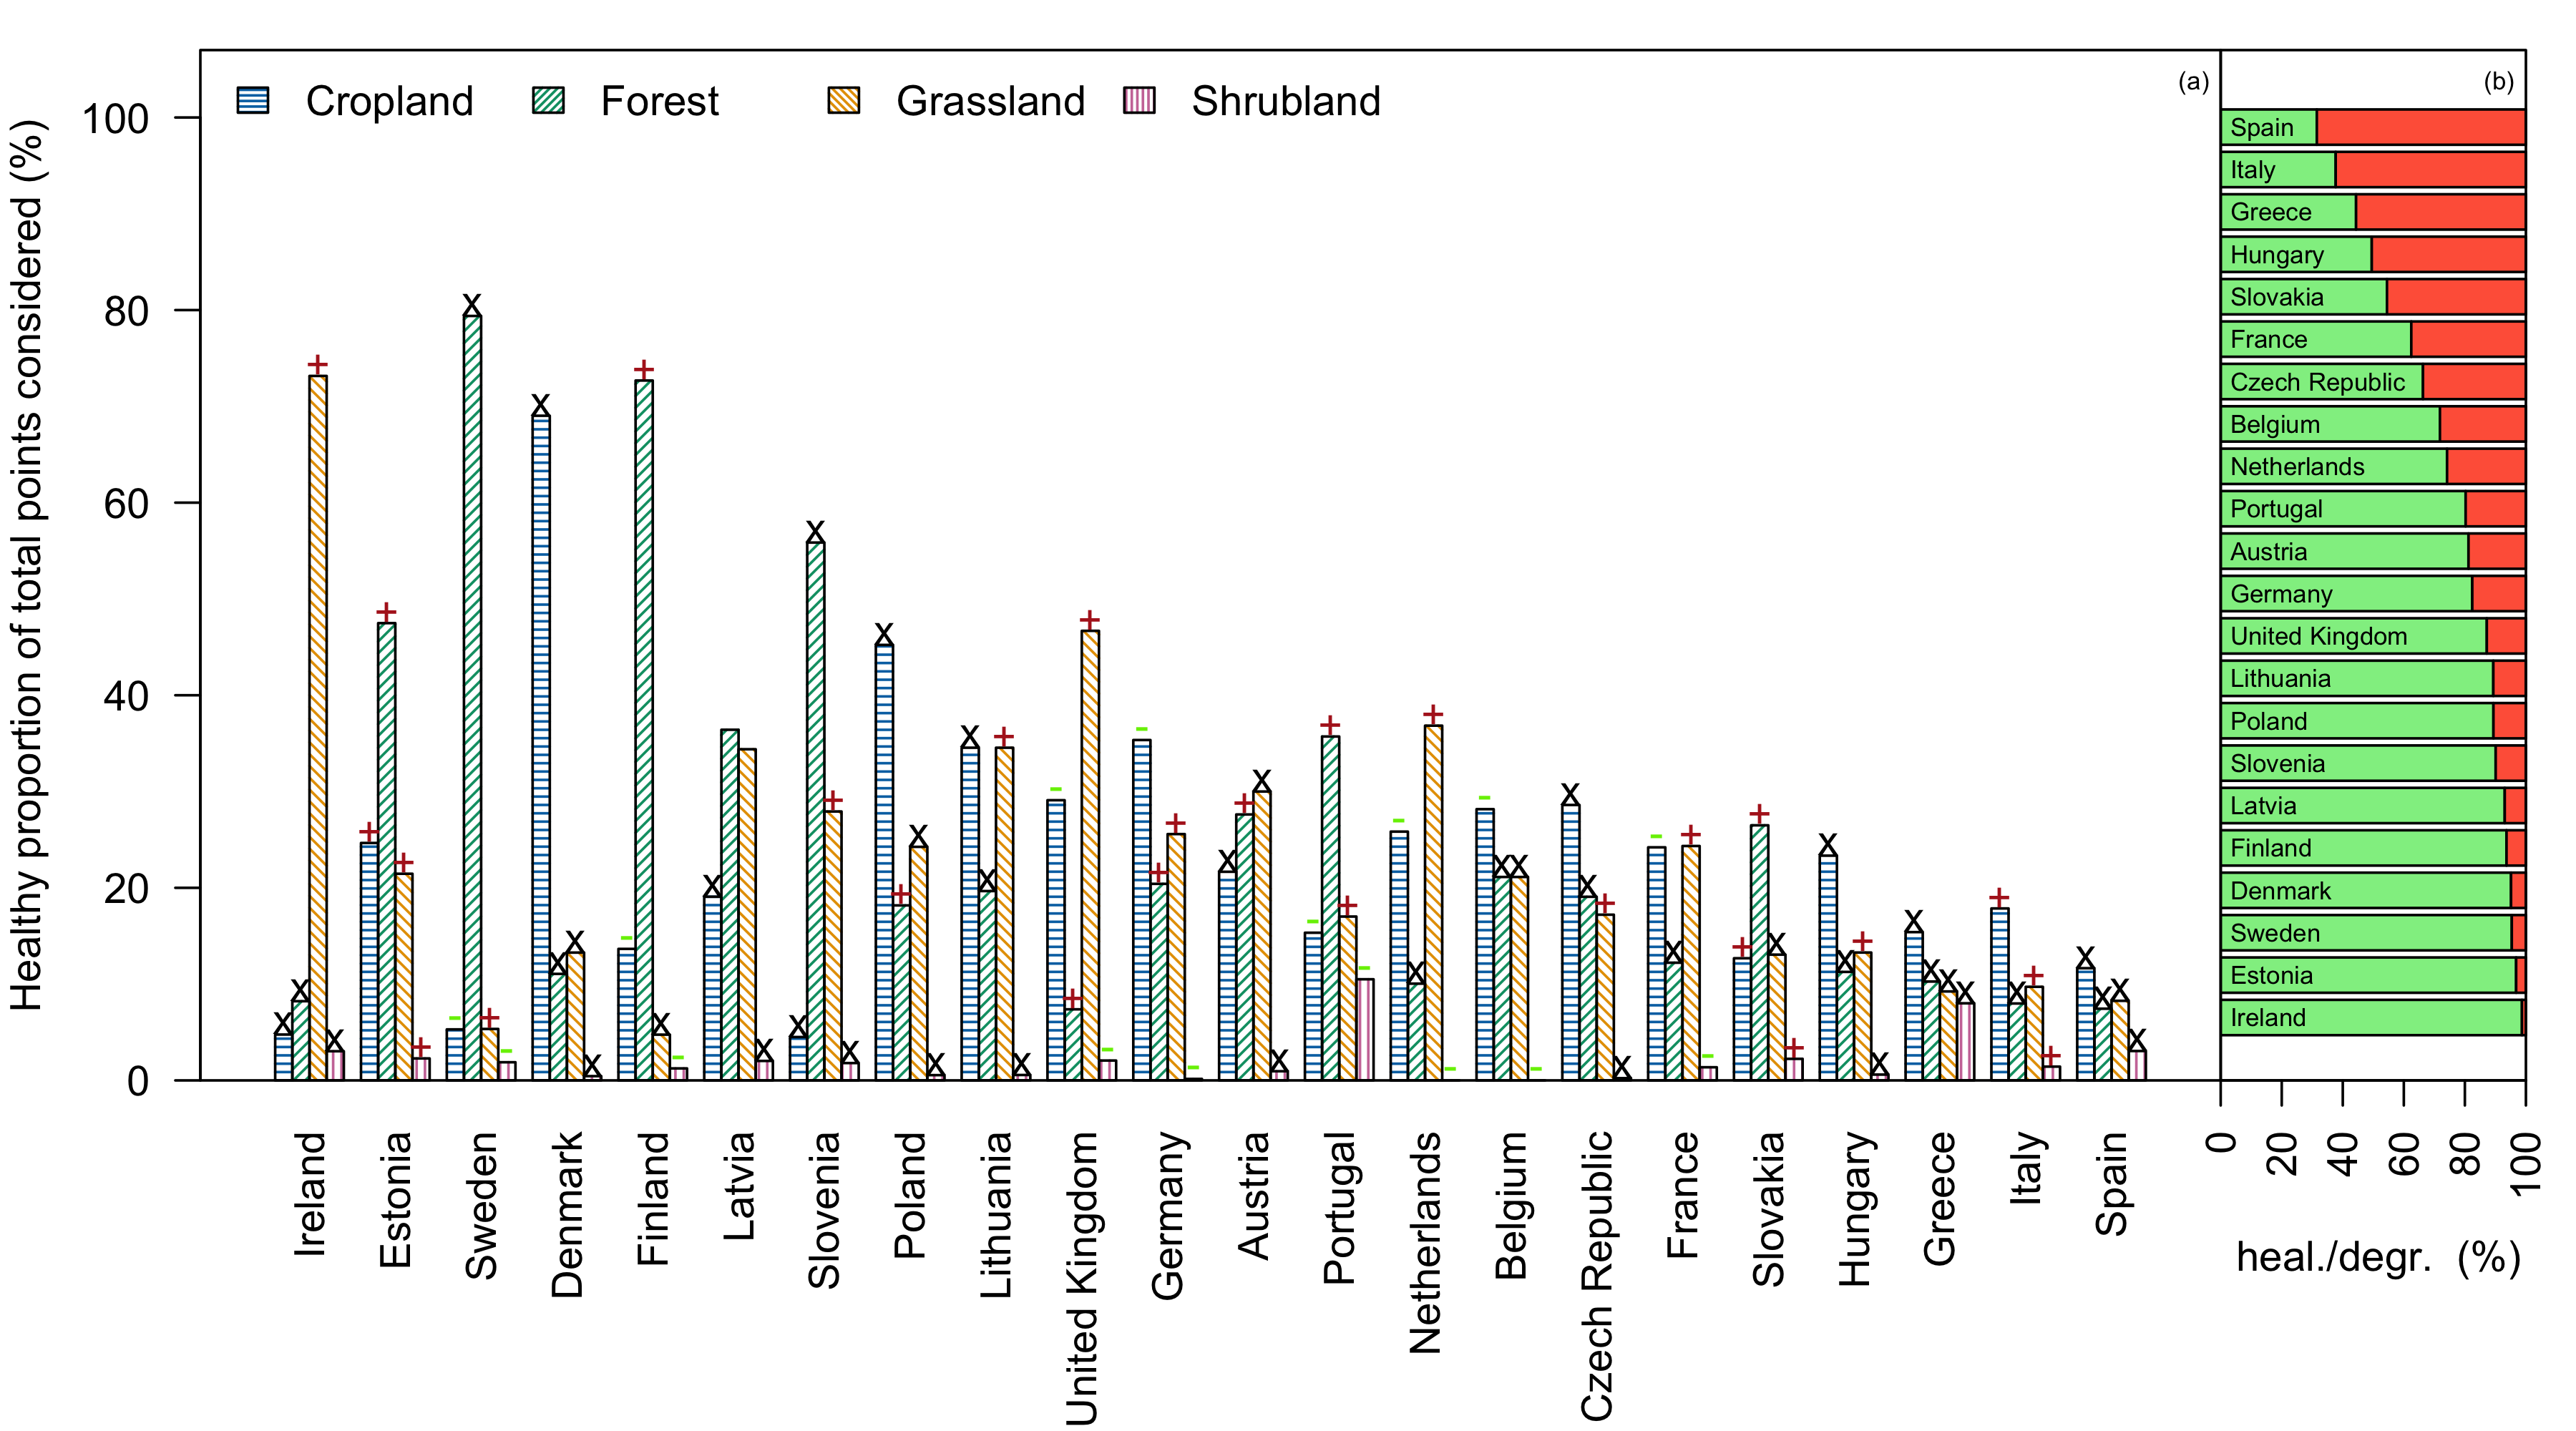 Healthy proportion of total points considered (%)
100
80
60
40
20
0
Cropland Forest Grassland Shrubland
(a)
X X + X
+ + + +
- X + -
X X X X
- + X -
X X
X X + X
X + X X
X X + X
- + + -
- + + -
X + X X
- + + -
- X + -
- X X -
X X + X
- X + -
+ + X +
X X + X
X X X X
+ X + +
X X X X
Ireland
Estonia
Sweden
Denmark
Finland
Latvia
Slovenia
Poland
Lithuania
United Kingdom
Germany
Austria
Portugal
Netherlands
Belgium
Czech Republic
France
Slovakia
Hungary
Greece
Italy
Spain
(b)
Spain
Italy
Greece
Hungary
Slovakia
France
Czech Republic
Belgium
Netherlands
Portugal
Austria
Germany
United Kingdom
Lithuania
Poland
Slovenia
Latvia
Finland
Denmark
Sweden
Estonia
Ireland
0
20
40
60
80
100
heal./degr. (%)